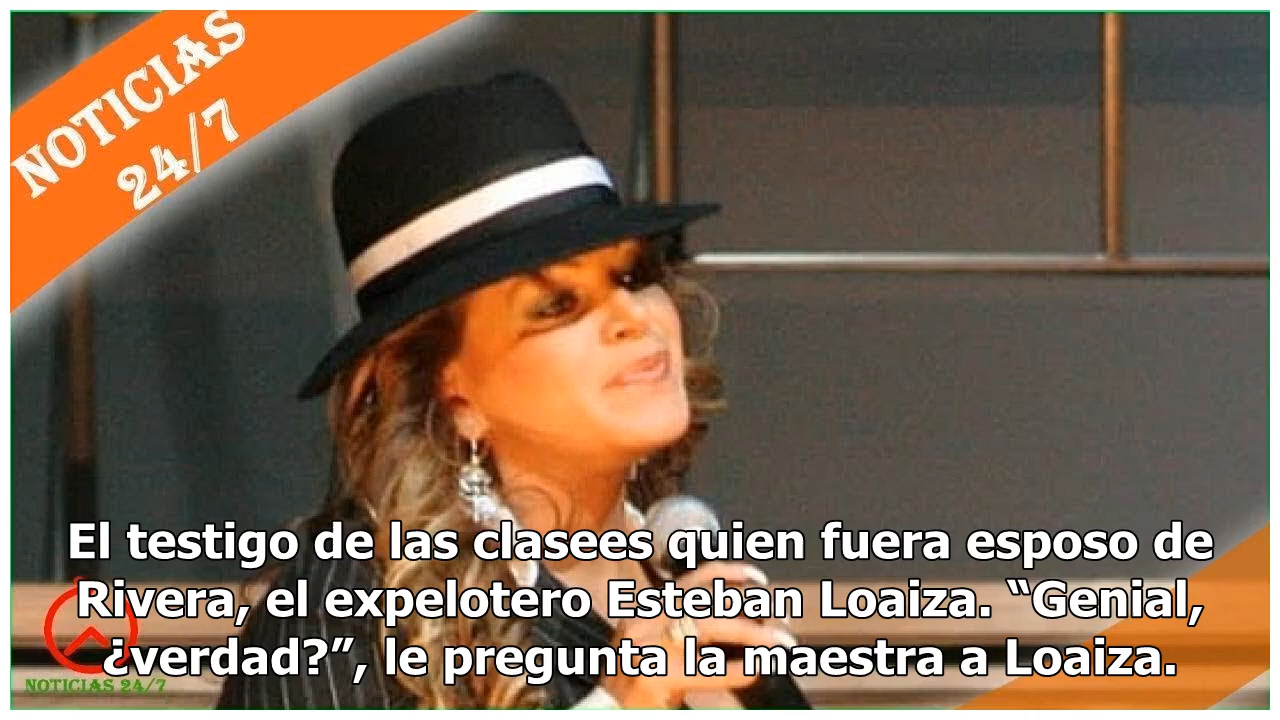 NOTICIAS
24/7
El testigo de las clasees quien fuera esposo de
Rivera, el expelotero Esteban Loaiza. “Genial,
¿verdad?”, le pregunta la maestra a Loaiza.
NOTICIAS 24/7